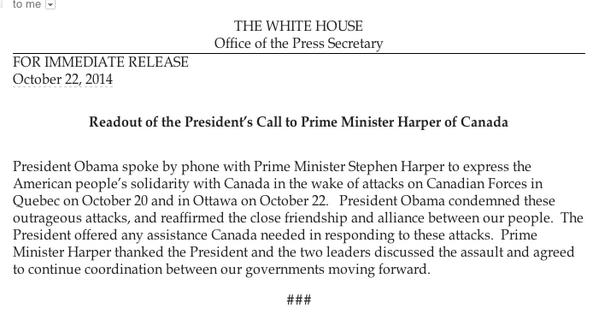 to me
THE WHITE HOUSE
Office of the Press Secretary
FOR IMMEDIATE RELEASE
October 22, 2014
Readout of the President’s Call to Prime Minister Harper of Canada
President Obama spoke by phone with Prime Minister Stephen Harper to express the
American people’s solidarity with Canada in the wake of attacks on Canadian Forces in
Quebec on October 20 and in Ottawa on October 22.   President Obama condemned these
outrageous attacks, and reaffirmed the close friendship and alliance between our people.  The
President offered any assistance Canada needed in responding to these attacks.  Prime
Minister Harper thanked the President and the two leaders discussed the assault and agreed
to continue coordination between our governments moving forward.
###